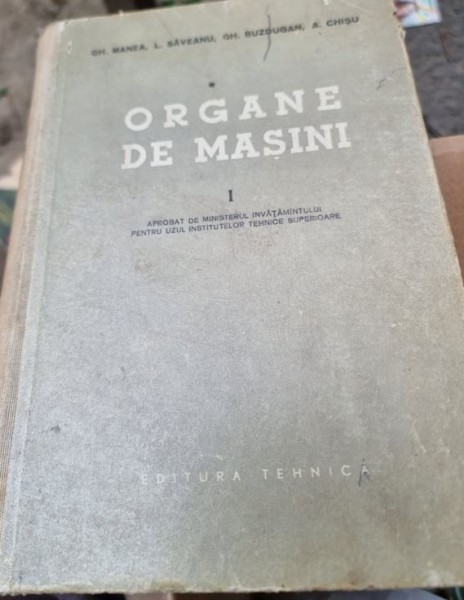 GH. MANEA, L. SĂVEANU, GH. BUZDUGAN, A. CHIȘU
ORGANE
DE MAȘINI
I
APROBAT DE MINISTERUL INVĂȚĂMÎNTULUI
PENTRU UZUL INSTITUTELOR TEHNICE SUPERIOARE
EDITURA TEHNICĂ